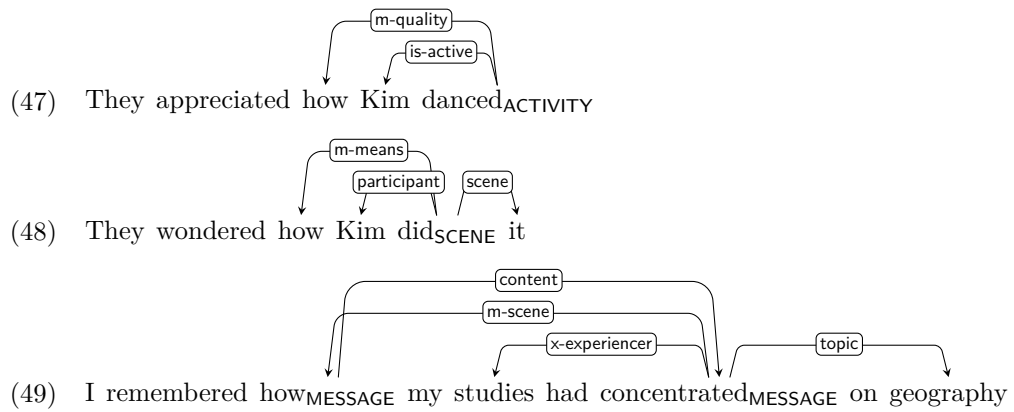 m-quality
is-active
(47) They appreciated how Kim dancedACTIVITY
m-means
participant scene
(48) They wondered how Kim didSCENE it
content
m-scene
x-experiencer topic
(49) I remembered howMESSAGE my studies had concentratedMESSAGE on geography